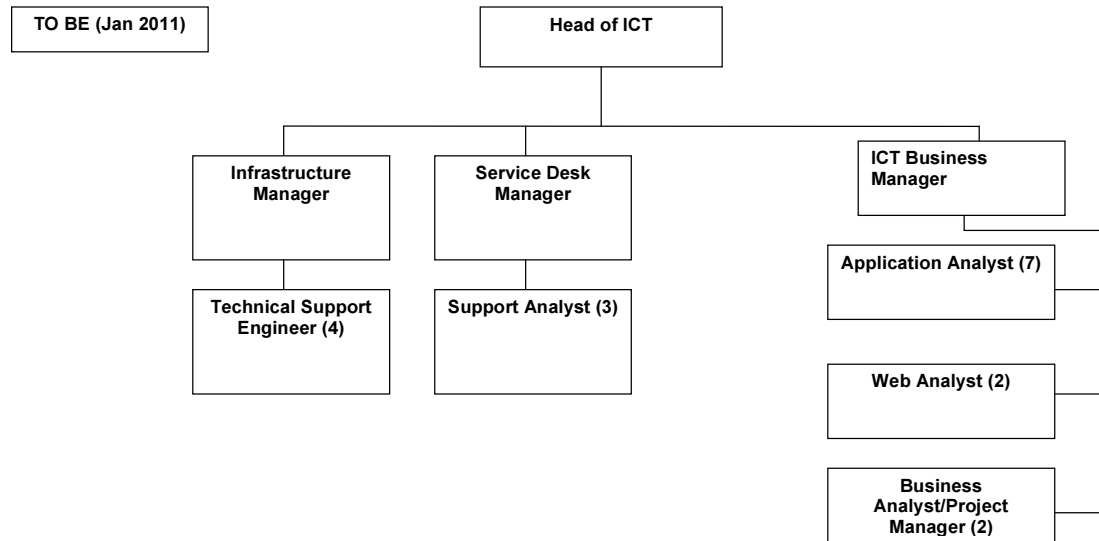 TO BE (Jan 2011)
Head of ICT
Infrastructure
Manager
Service Desk
Manager
ICT Business
Manager
Technical Support
Engineer (4)
Support Analyst (3)
Application Analyst (7)
Web Analyst (2)
Business
Analyst/Project
Manager (2)